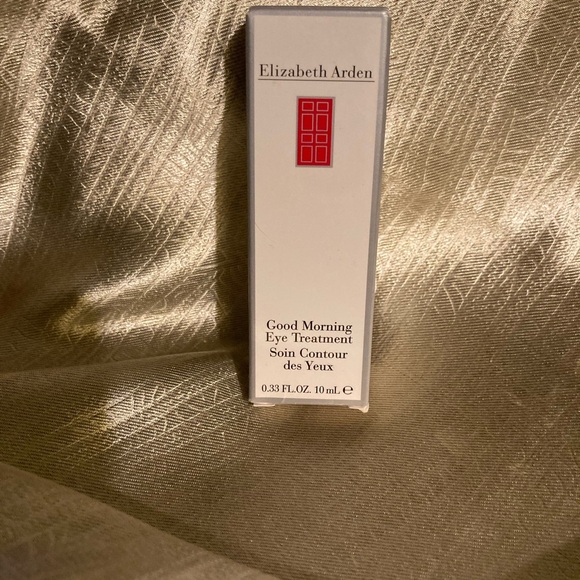 Elizabeth Arden
Good Morning
Eye Treatment
Soin Contour
des Yeux
0.33 FL.OZ. 10 mL ℮